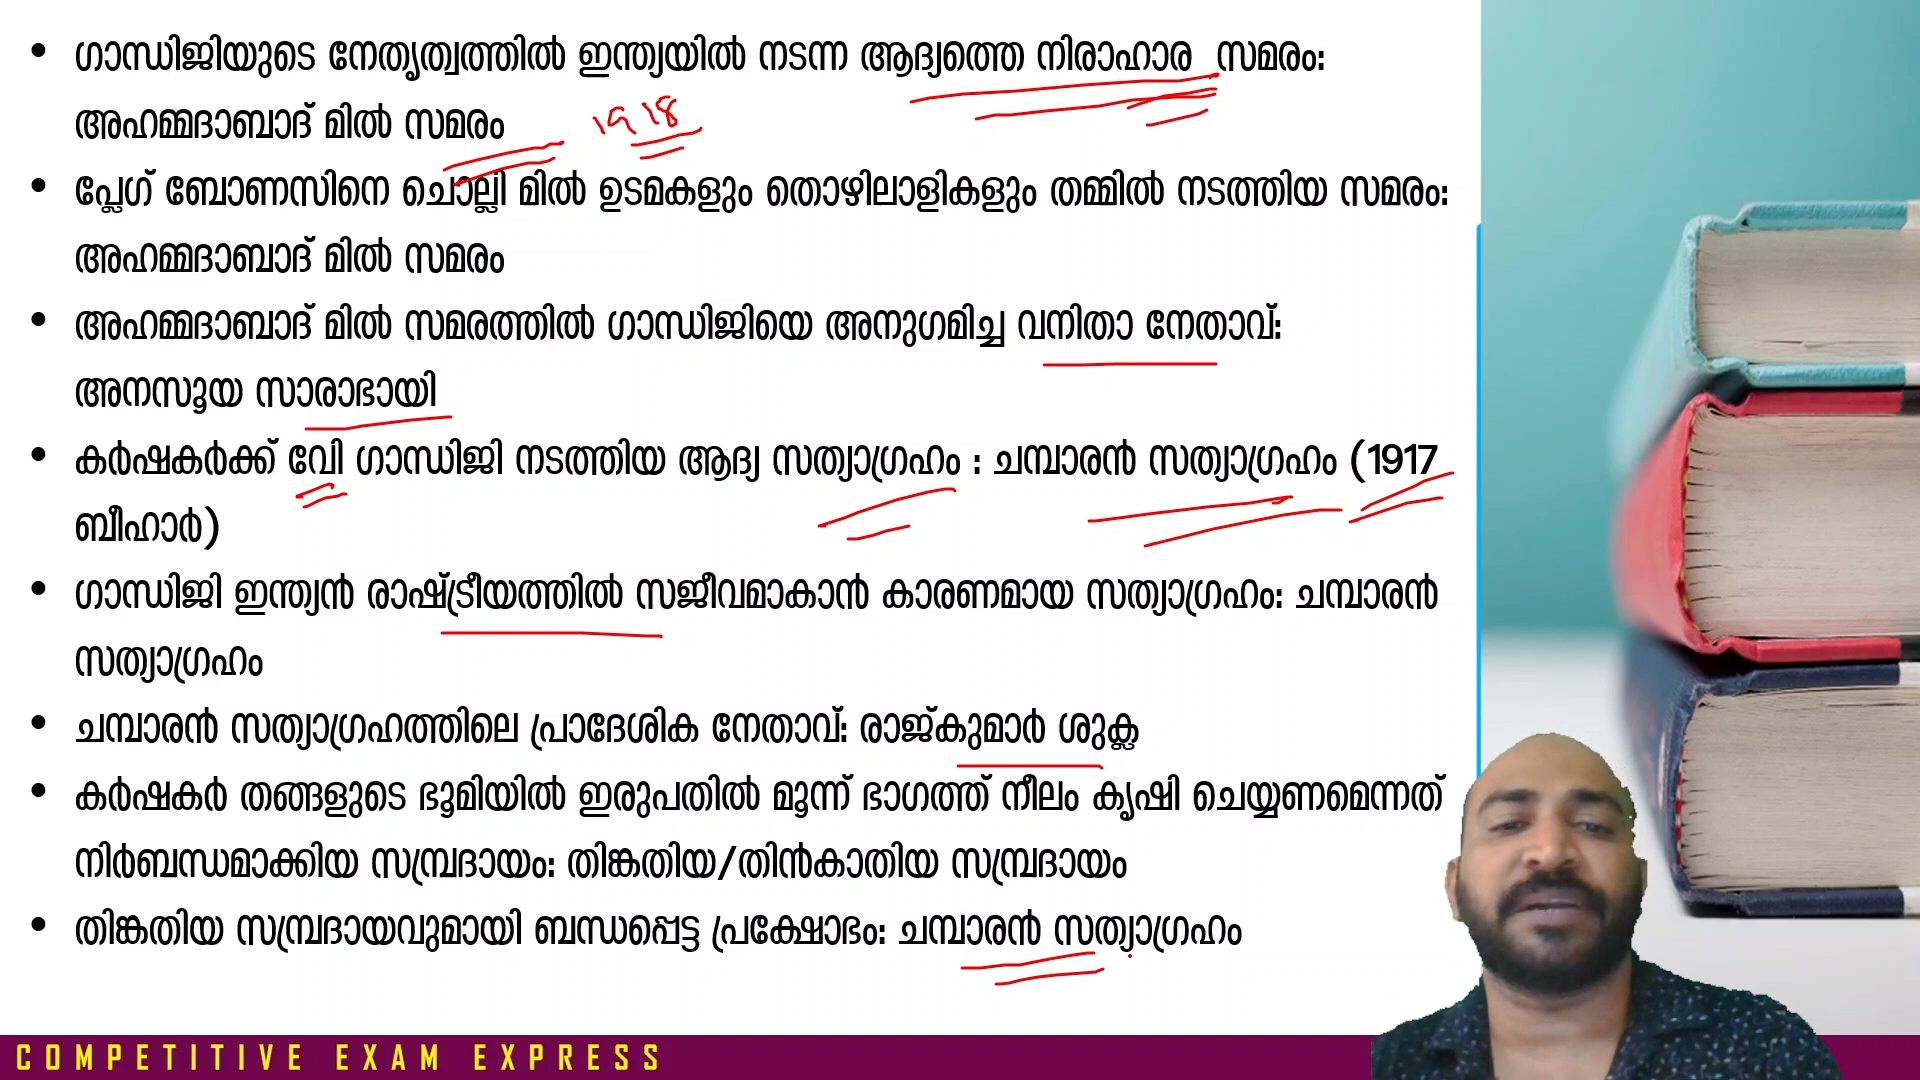 • ഗാന്ധിജിയുടെ നേതൃത്വത്തിൽ ഇന്ത്യയിൽ നടന്ന ആദ്യത്തെ നിരാഹാര സമരം:
അഹമ്മദാബാദ് മിൽ സമരം 1918
• പ്ലേഗ് ബോണസിനെ ചൊല്ലി മിൽ ഉടമകളും തൊഴിലാളികളും തമ്മിൽ നടത്തിയ സമരം:
അഹമ്മദാബാദ് മിൽ സമരം
• അഹമ്മദാബാദ് മിൽ സമരത്തിൽ ഗാന്ധിജിയെ അനുഗമിച്ച വനിതാ നേതാവ്:
അനസൂയ സാരാഭായി
• കർഷകർക്ക് വേി ഗാന്ധിജി നടത്തിയ ആദ്യ സത്യാഗ്രഹം : ചമ്പാരൻ സത്യാഗ്രഹം (1917
ബീഹാർ)
• ഗാന്ധിജി ഇന്ത്യൻ രാഷ്ട്രീയത്തിൽ സജീവമാകാൻ കാരണമായ സത്യാഗ്രഹം: ചമ്പാരൻ
സത്യാഗ്രഹം
• ചമ്പാരൻ സത്യാഗ്രഹത്തിലെ പ്രാദേശിക നേതാവ്: രാജ്കുമാർ ശുക്ല
• കർഷകർ തങ്ങളുടെ ഭൂമിയിൽ ഇരുപതിൽ മൂന്ന് ഭാഗത്ത് നീലം കൃഷി ചെയ്യണമെന്നത്
നിർബന്ധമാക്കിയ സമ്പ്രദായം: തിങ്കതിയ/തിൻകാതിയ സമ്പ്രദായം
• തിങ്കതിയ സമ്പ്രദായവുമായി ബന്ധപ്പെട്ട പ്രക്ഷോഭം: ചമ്പാരൻ സത്യാഗ്രഹം
COMPETITIVE EXAM EXPRESS